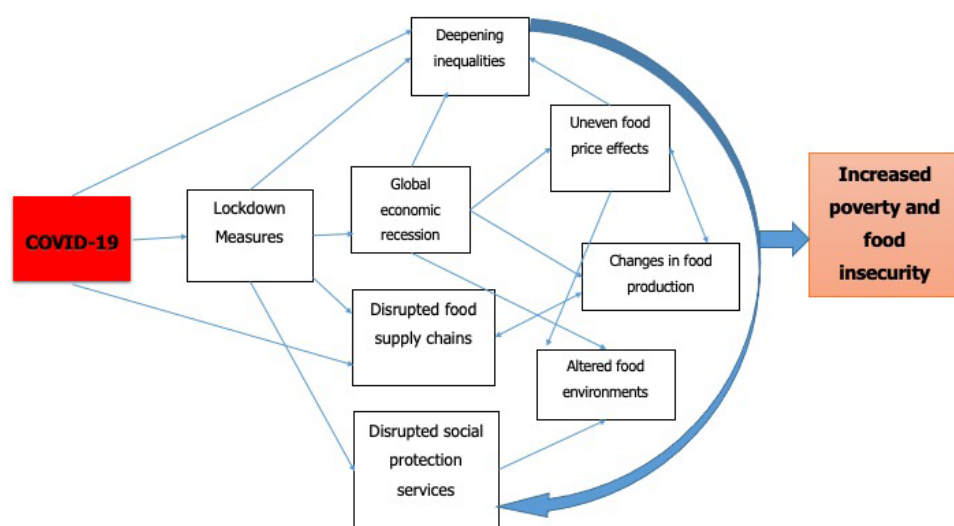 Deepening
inequalities
Uneven food
price effects
Increased
poverty and
food
insecurity
COVID-19
Lockdown
Measures
Global
economic
recession
Changes in food
production
Disrupted food
supply chains
Altered food
environments
Disrupted social
protection
services